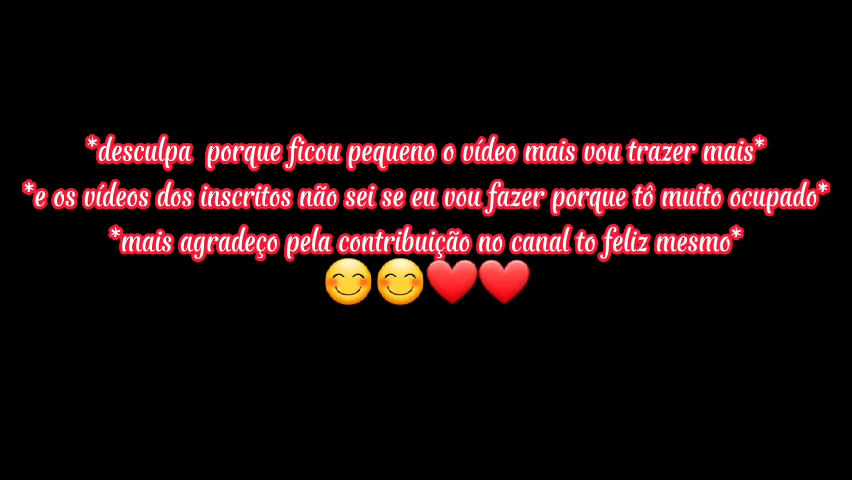 *desculpa  porque ficou pequeno o vídeo mais vou trazer mais*
*e os vídeos dos inscritos não sei se eu vou fazer porque tô muito ocupado*
*mais agradeço pela contribuição no canal to feliz mesmo*
😊😊❤️❤️